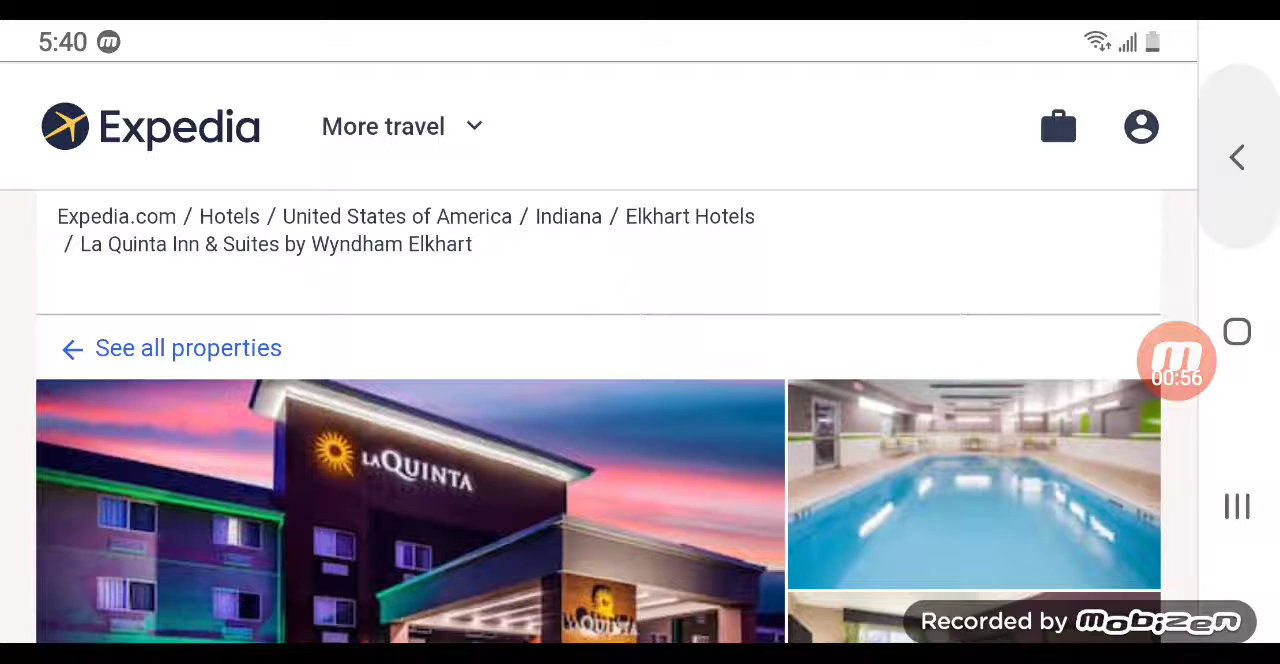 5:40
Expedia
More travel
Expedia.com / Hotels / United States of America / Indiana / Elkhart Hotels
/ La Quinta Inn & Suites by Wyndham Elkhart
← See all properties
LAQUINTA
LAQUINTA
00:56
Recorded by mobizen